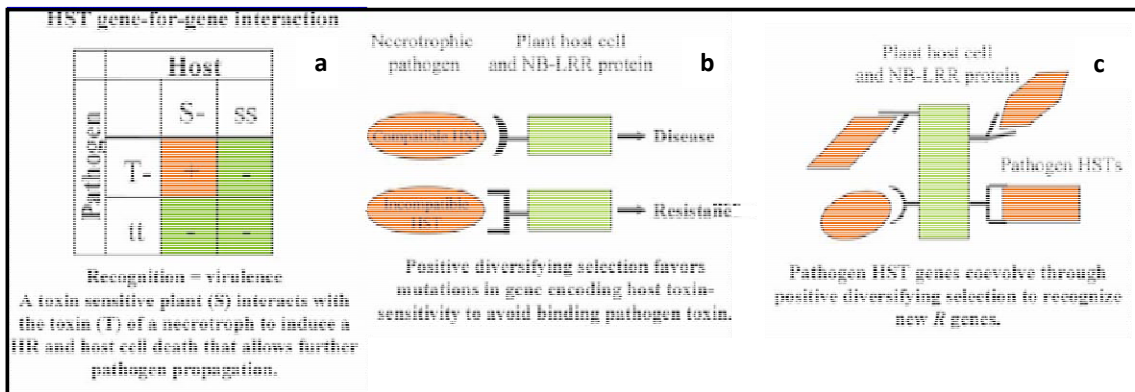 HST gene-for-gene interaction
a
Host
S- ss
Pathogen
T- + -
tt - -
Recognition = virulence
A toxin sensitive plant (S) interacts with
the toxin (T) of a necrotroph to induce a
HR and host cell death that allows further
pathogen propagation.
Necrotrophic
pathogen
Plant host cell
and NB-LRR protein
b
Compatible HST
Disease
Incompatible
HST
Resistance
Positive diversifying selection favors
mutations in gene encoding host toxin-
sensitivity to avoid binding pathogen toxin.
c
Plant host cell
and NB-LRR protein
Pathogen HSTs
Pathogen HST genes coevolve through
positive diversifying selection to recognize
new R genes.